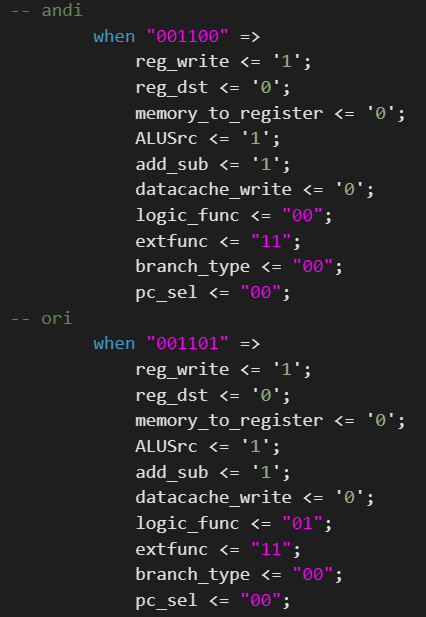 -- andi
when "001100" =>
reg_write <= '1';
reg_dst <= '0';
memory_to_register <= '0';
ALUSrc <= '1';
add_sub <= '1';
datacache_write <= '0';
logic_func <= "00";
extfunc <= "11";
branch_type <= "00";
pc_sel <= "00";
-- ori
when "001101" =>
reg_write <= '1';
reg_dst <= '0';
memory_to_register <= '0';
ALUSrc <= '1';
add_sub <= '1';
datacache_write <= '0';
logic_func <= "01";
extfunc <= "11";
branch_type <= "00";
pc_sel <= "00";